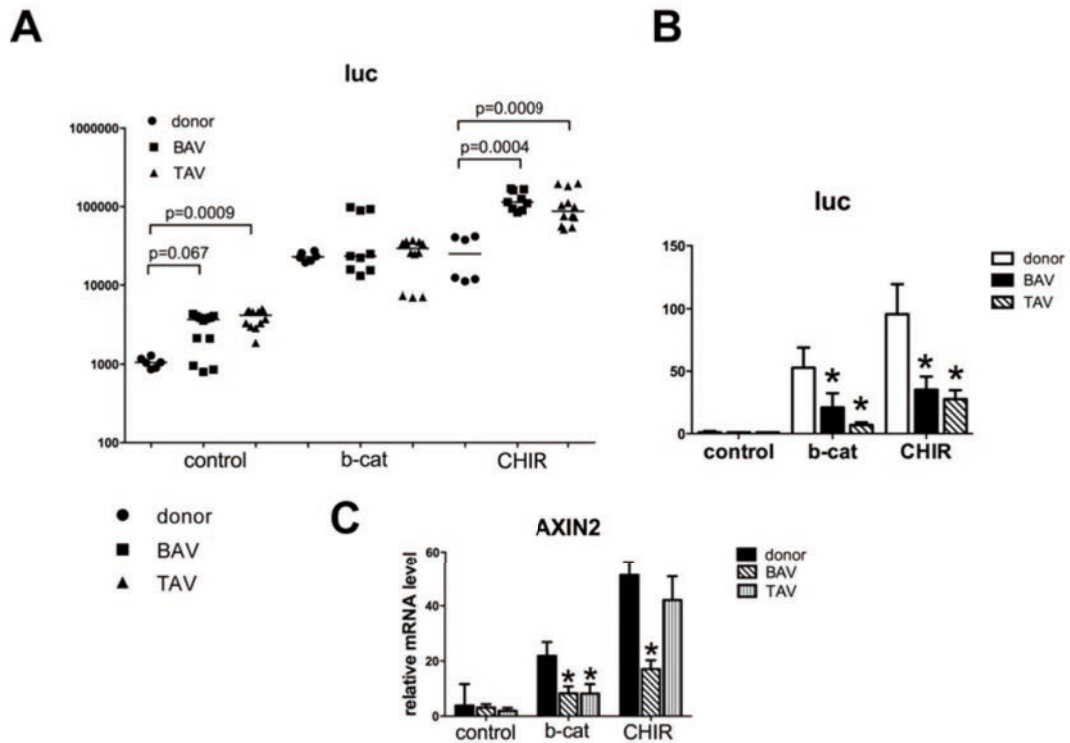 A
luc
donor
BAV
TAV
1000000
100000
10000
1000
100
p=0.0009
p=0.067
p=0.0009
p=0.0004
control b-cat CHIR
donor
BAV
TAV
B
luc
150
100
50
0
donor
BAV
TAV
* * * *
control b-cat CHIR
C
AXIN2
relative mRNA level
60
40
20
0
donor
BAV
TAV
* * *
control b-cat CHIR